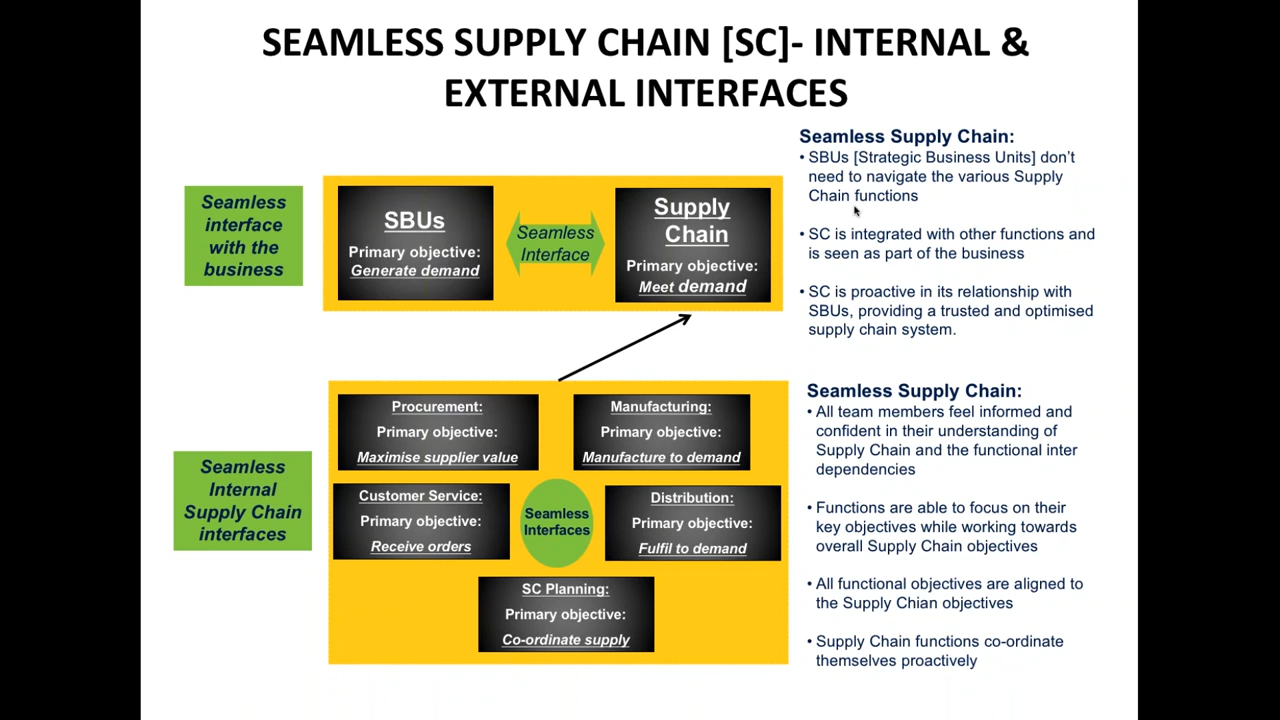 SEAMLESS SUPPLY CHAIN [SC]- INTERNAL &
EXTERNAL INTERFACES
Seamless
interface
with the
business
SBUs
Primary objective:
Generate demand
Seamless
Interface
Supply
Chain
Primary objective:
Meet demand
Seamless Supply Chain:
• SBUs [Strategic Business Units] don't
need to navigate the various Supply
Chain functions
• SC is integrated with other functions and
is seen as part of the business
• SC is proactive in its relationship with
SBUs, providing a trusted and optimised
supply chain system.
Seamless
Internal
Supply Chain
interfaces
Procurement:
Primary objective:
Maximise supplier value
Manufacturing:
Primary objective:
Manufacture to demand
Customer Service:
Primary objective:
Receive orders
Seamless
Interfaces
Distribution:
Primary objective:
Fulfil to demand
SC Planning:
Primary objective:
Co-ordinate supply
Seamless Supply Chain:
• All team members feel informed and
confident in their understanding of
Supply Chain and the functional inter
dependencies
• Functions are able to focus on their
key objectives while working towards
overall Supply Chain objectives
• All functional objectives are aligned to
the Supply Chian objectives
• Supply Chain functions co-ordinate
themselves proactively